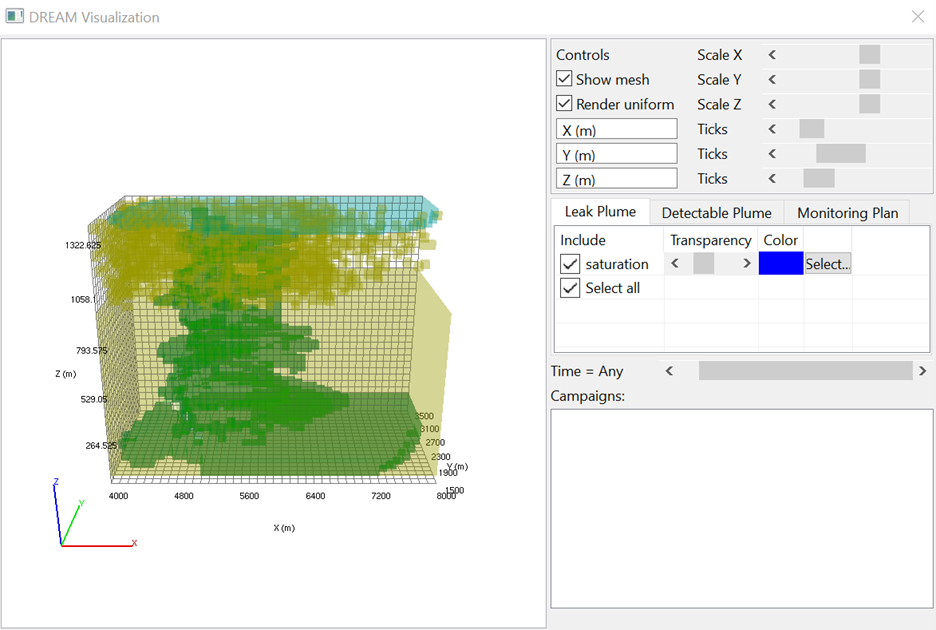 DREAM Visualization
Controls
Scale X
Show mesh
Scale Y
Render uniform
Scale Z
X (m)
Ticks
Y (m)
Ticks
Z (m)
Ticks
Leak Plume
Detectable Plume
Monitoring Plan
Include
Transparency
Color
saturation
Select...
Select all
Time = Any
Campaigns:
1322.625
1058.1
793.575
Z (m)
529.05
264.525
3500
3100
2700
2300
1900
1500
Y (m)
4000
4800
5600
6400
7200
8000
X (m)
Z
Y
X